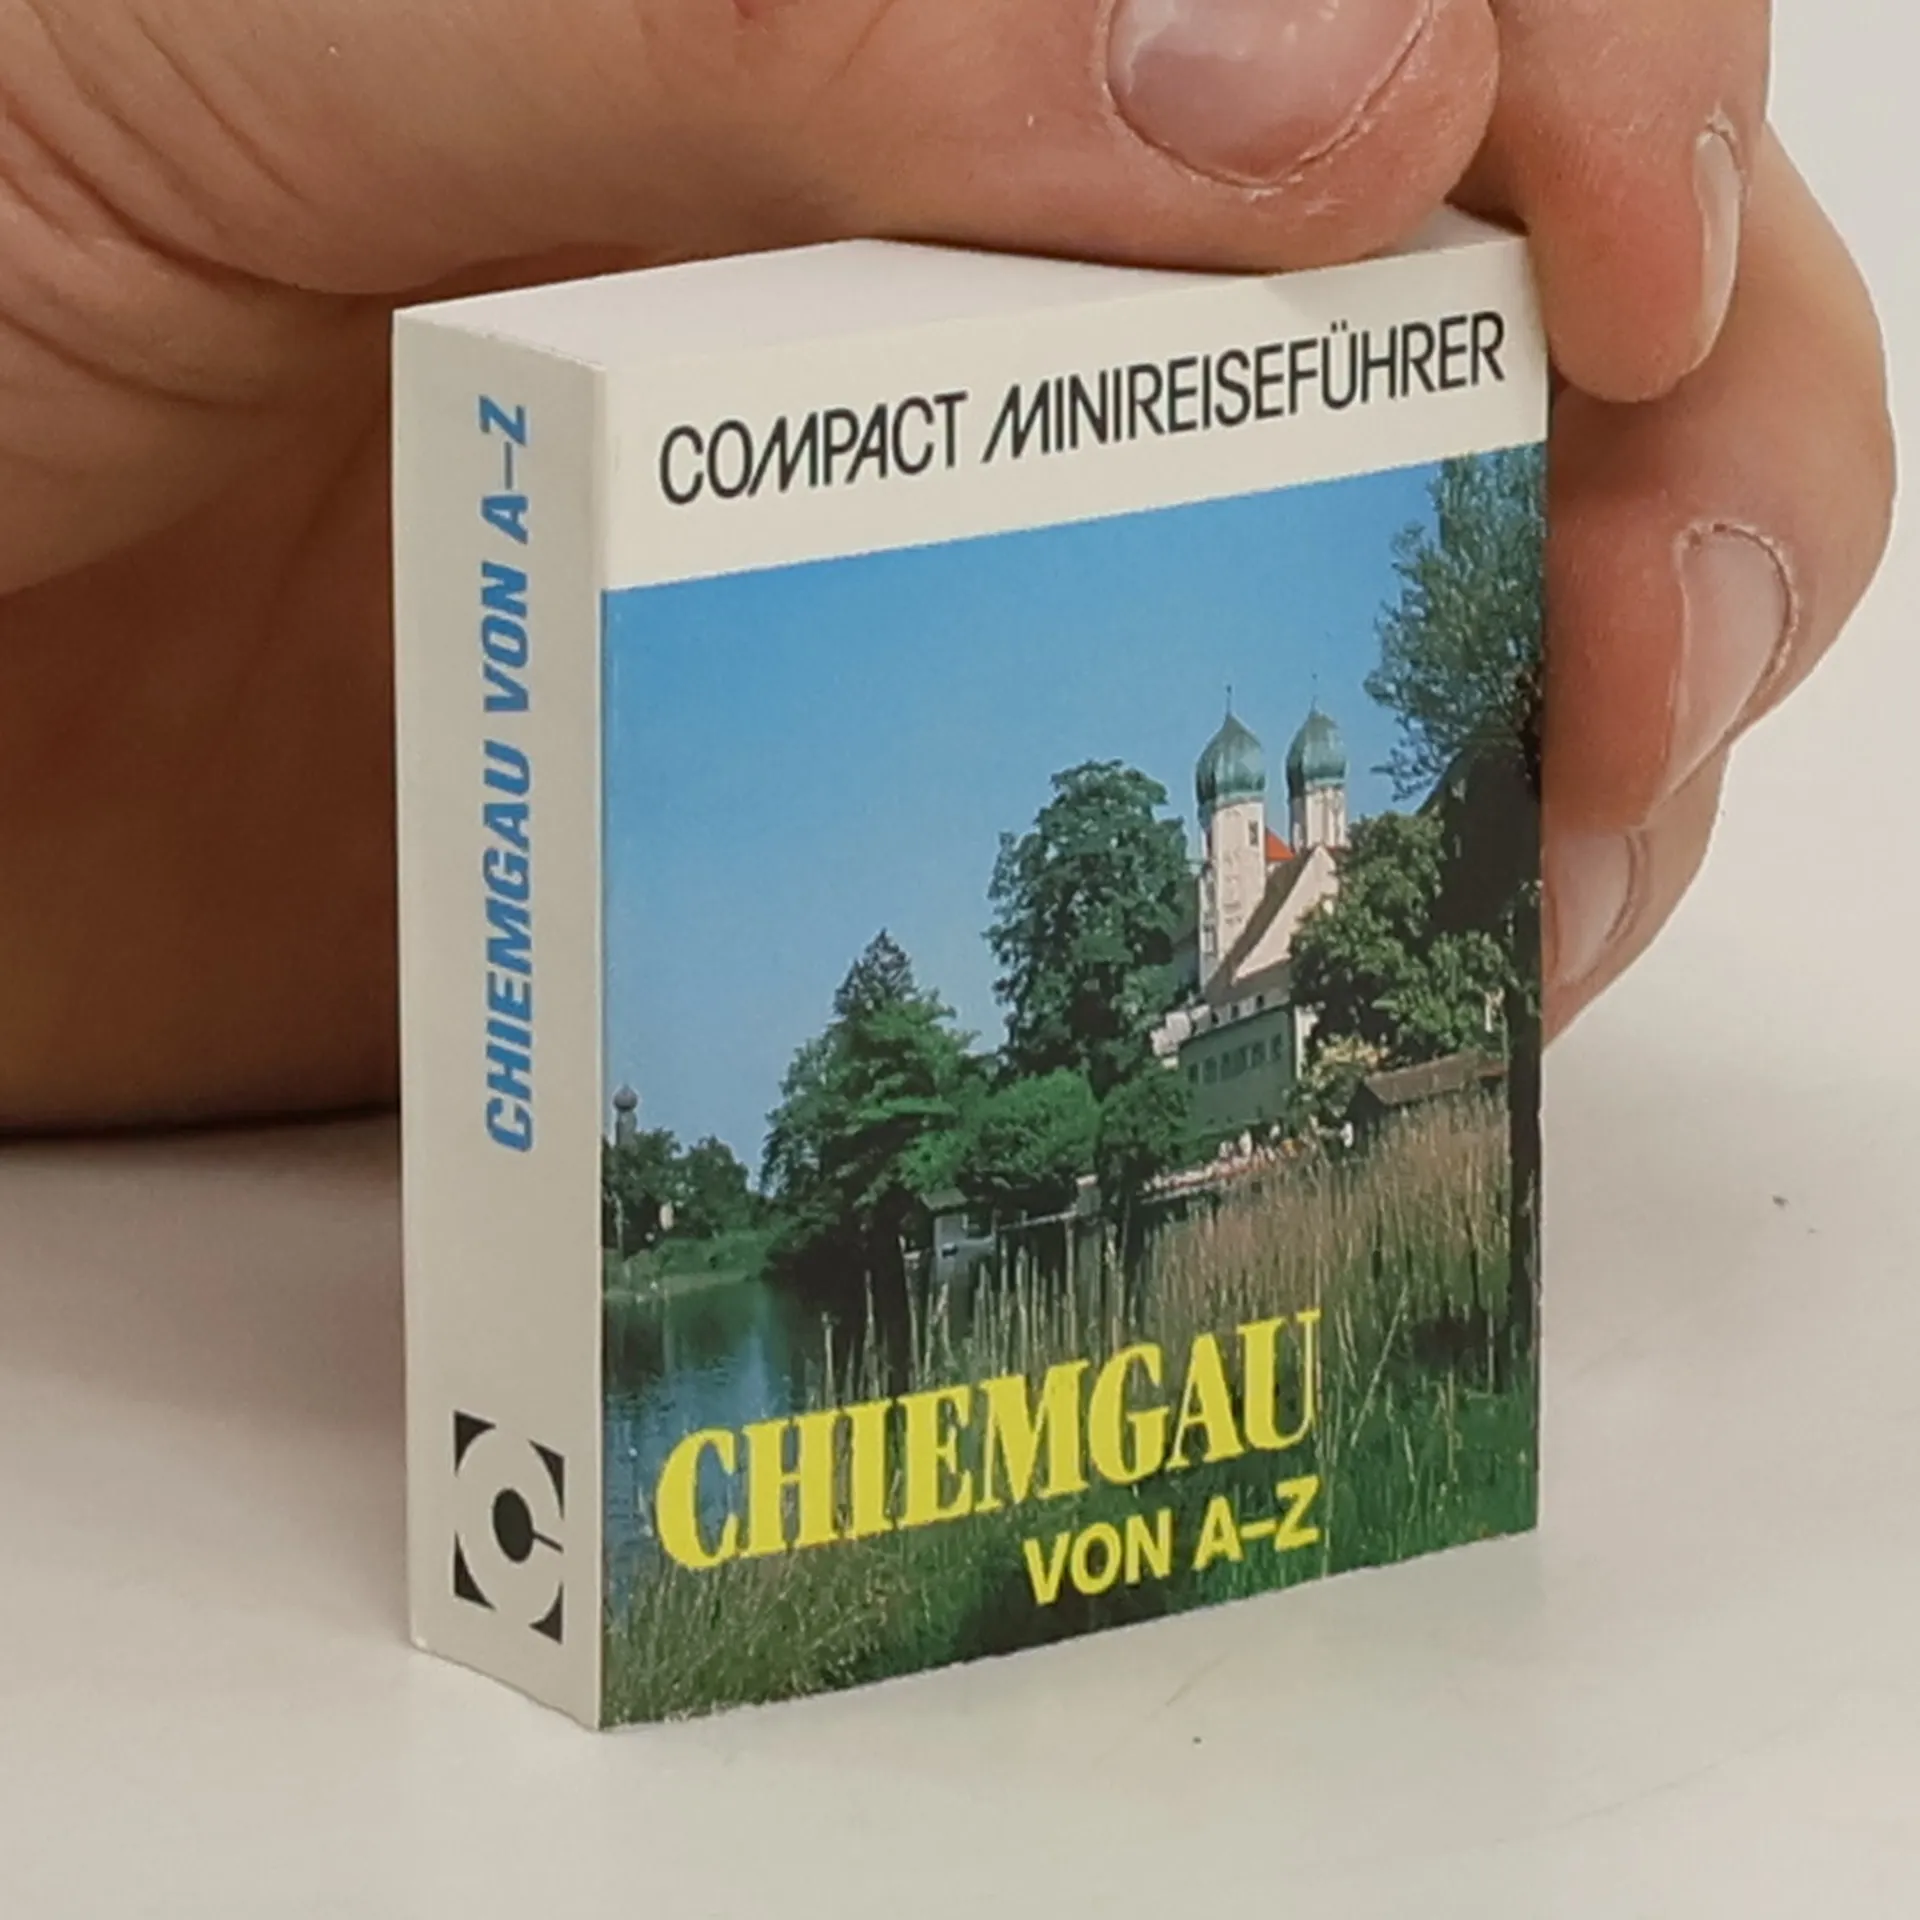 COMPACT MINIREISEFÜHRER
CHIEMGAU
VON A–Z
CHIEMGAU VON A–Z
C